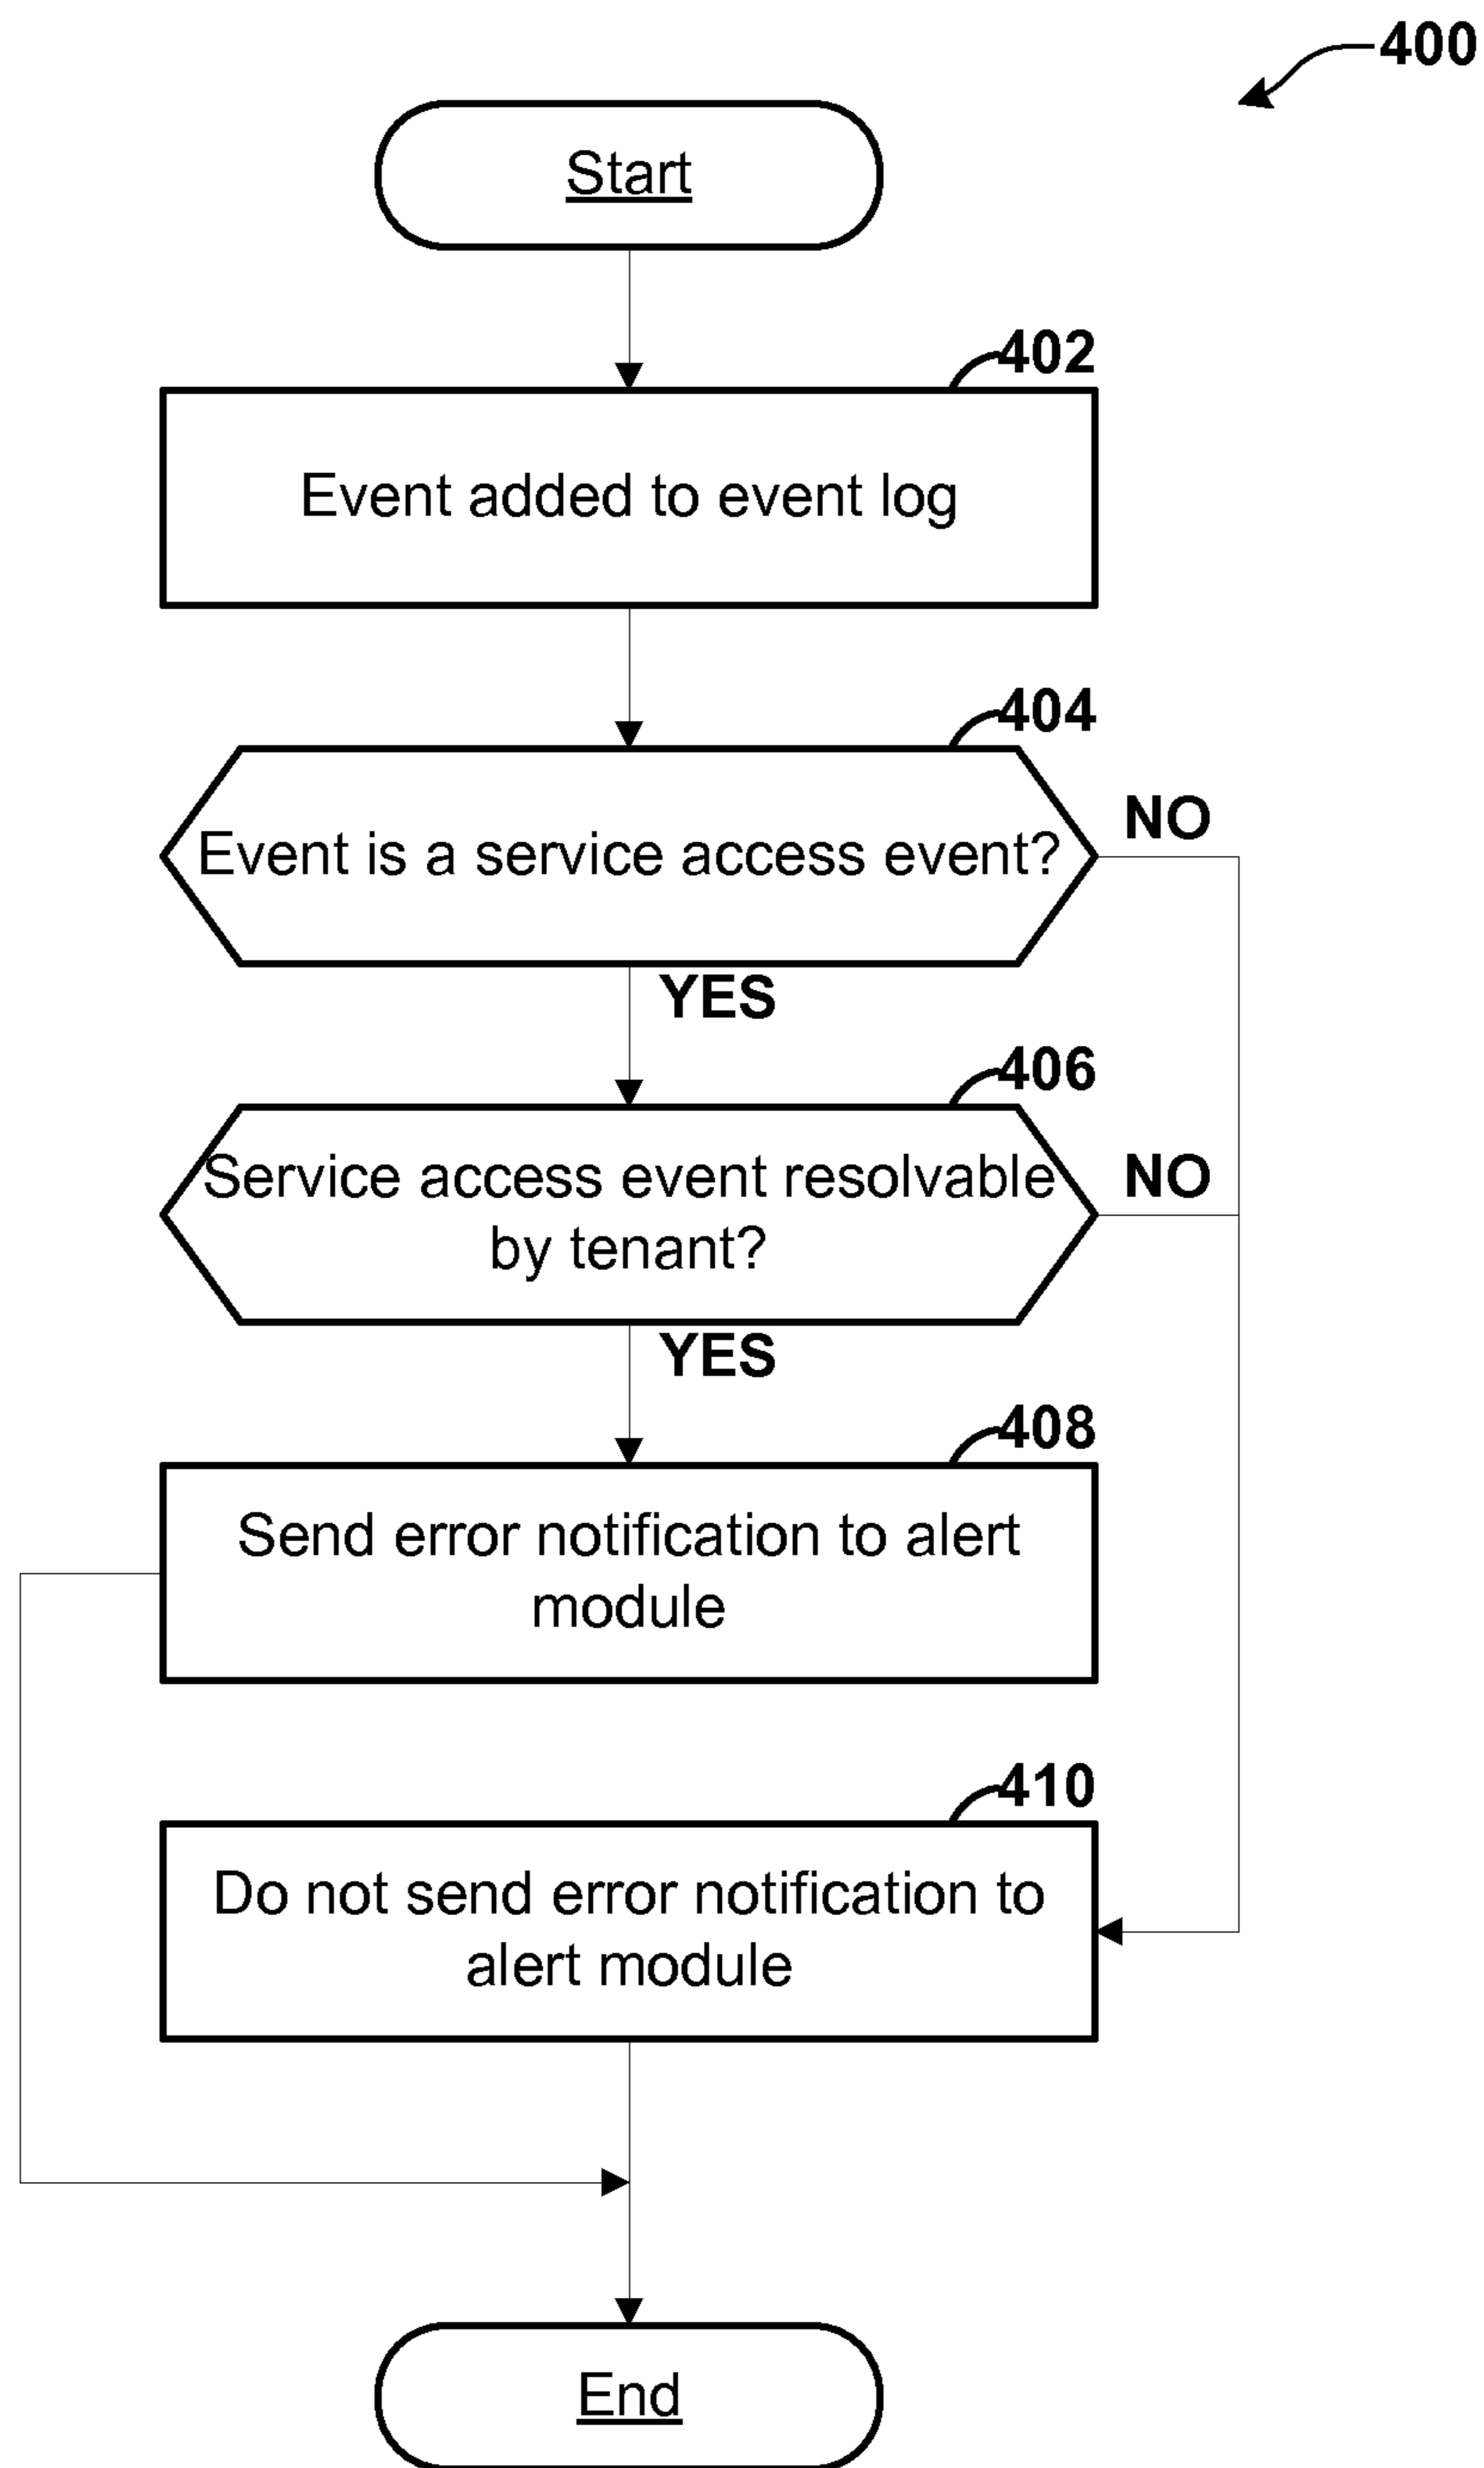 400
Start
402
Event added to event log
404
Event is a service access event?
NO
YES
406
Service access event resolvable
by tenant?
NO
YES
408
Send error notification to alert
module
410
Do not send error notification to
alert module
End